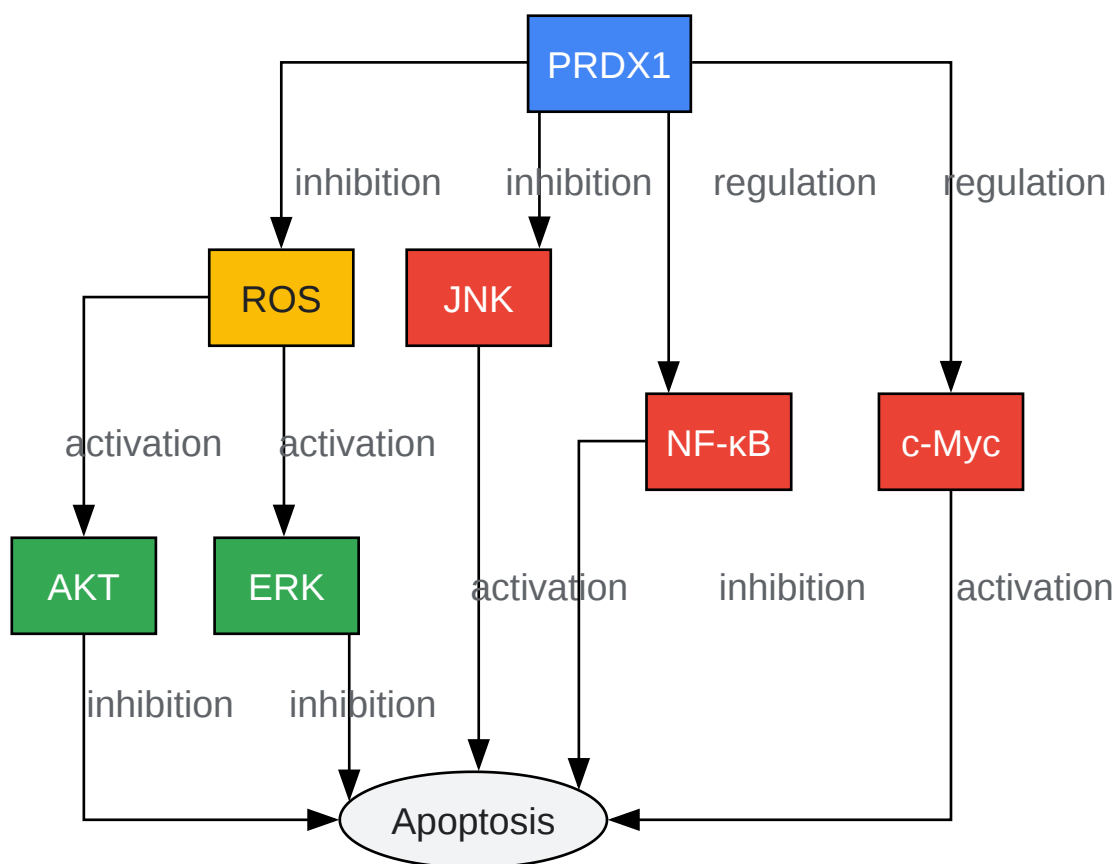 PRDX1
inhibition
inhibition
regulation
regulation
ROS
JNK
activation
activation
NF-κB
c-Myc
AKT
ERK
activation
inhibition
activation
inhibition
inhibition
Apoptosis